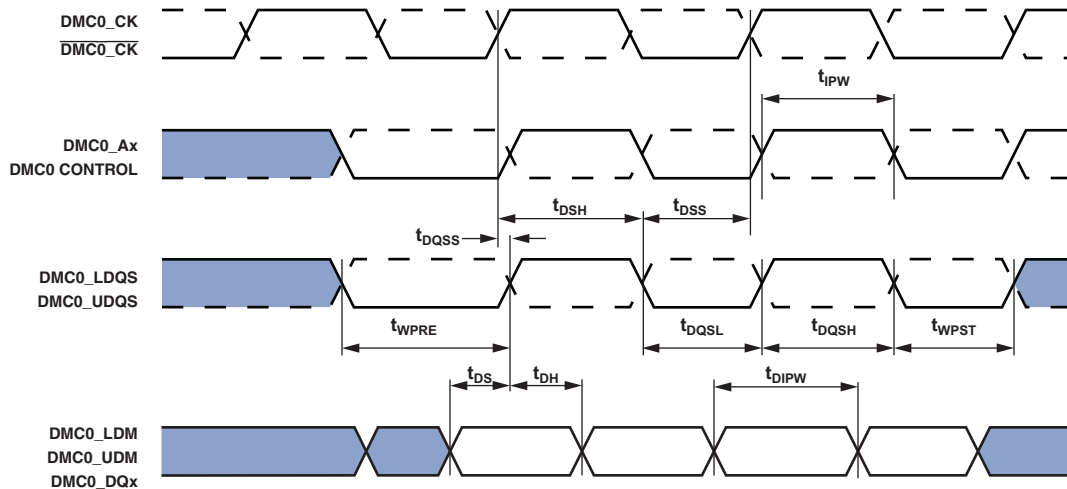 DMC0_CK
DMC0_CK
tIPW
DMC0_Ax
DMC0 CONTROL
tDSH
tDSS
tDQSS
DMC0_LDQS
DMC0_UDQS
tWPRE
tDQSL
tDQSH
tWPST
tDS
tDH
tDIPW
DMC0_LDM
DMC0_UDM
DMC0_DQx